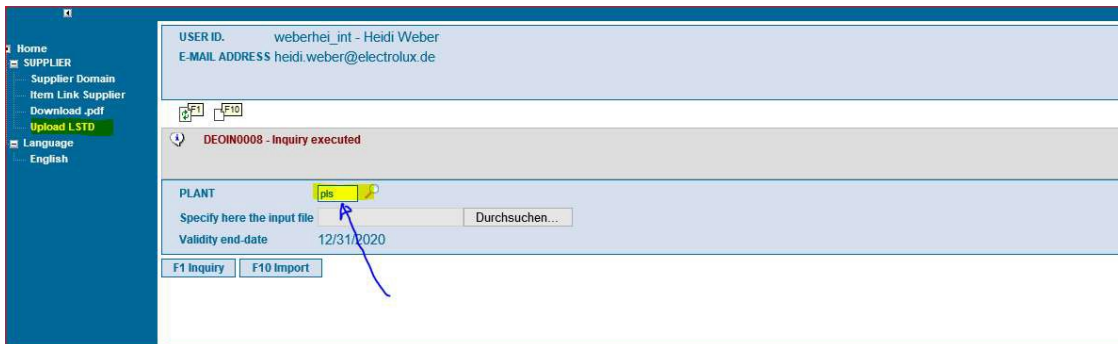 Home
SUPPLIER
Supplier Domain
Item Link Supplier
Download .pdf
Upload LSTD
Language
English
USER ID. weberhei_int - Heidi Weber
E-MAIL ADDRESS heidi.weber@electrolux.de
F1 F10
DEOIN0008 - Inquiry executed
PLANT pls
Specify here the input file Durchsuchen...
Validity end-date 12/31/2020
F1 Inquiry F10 Import